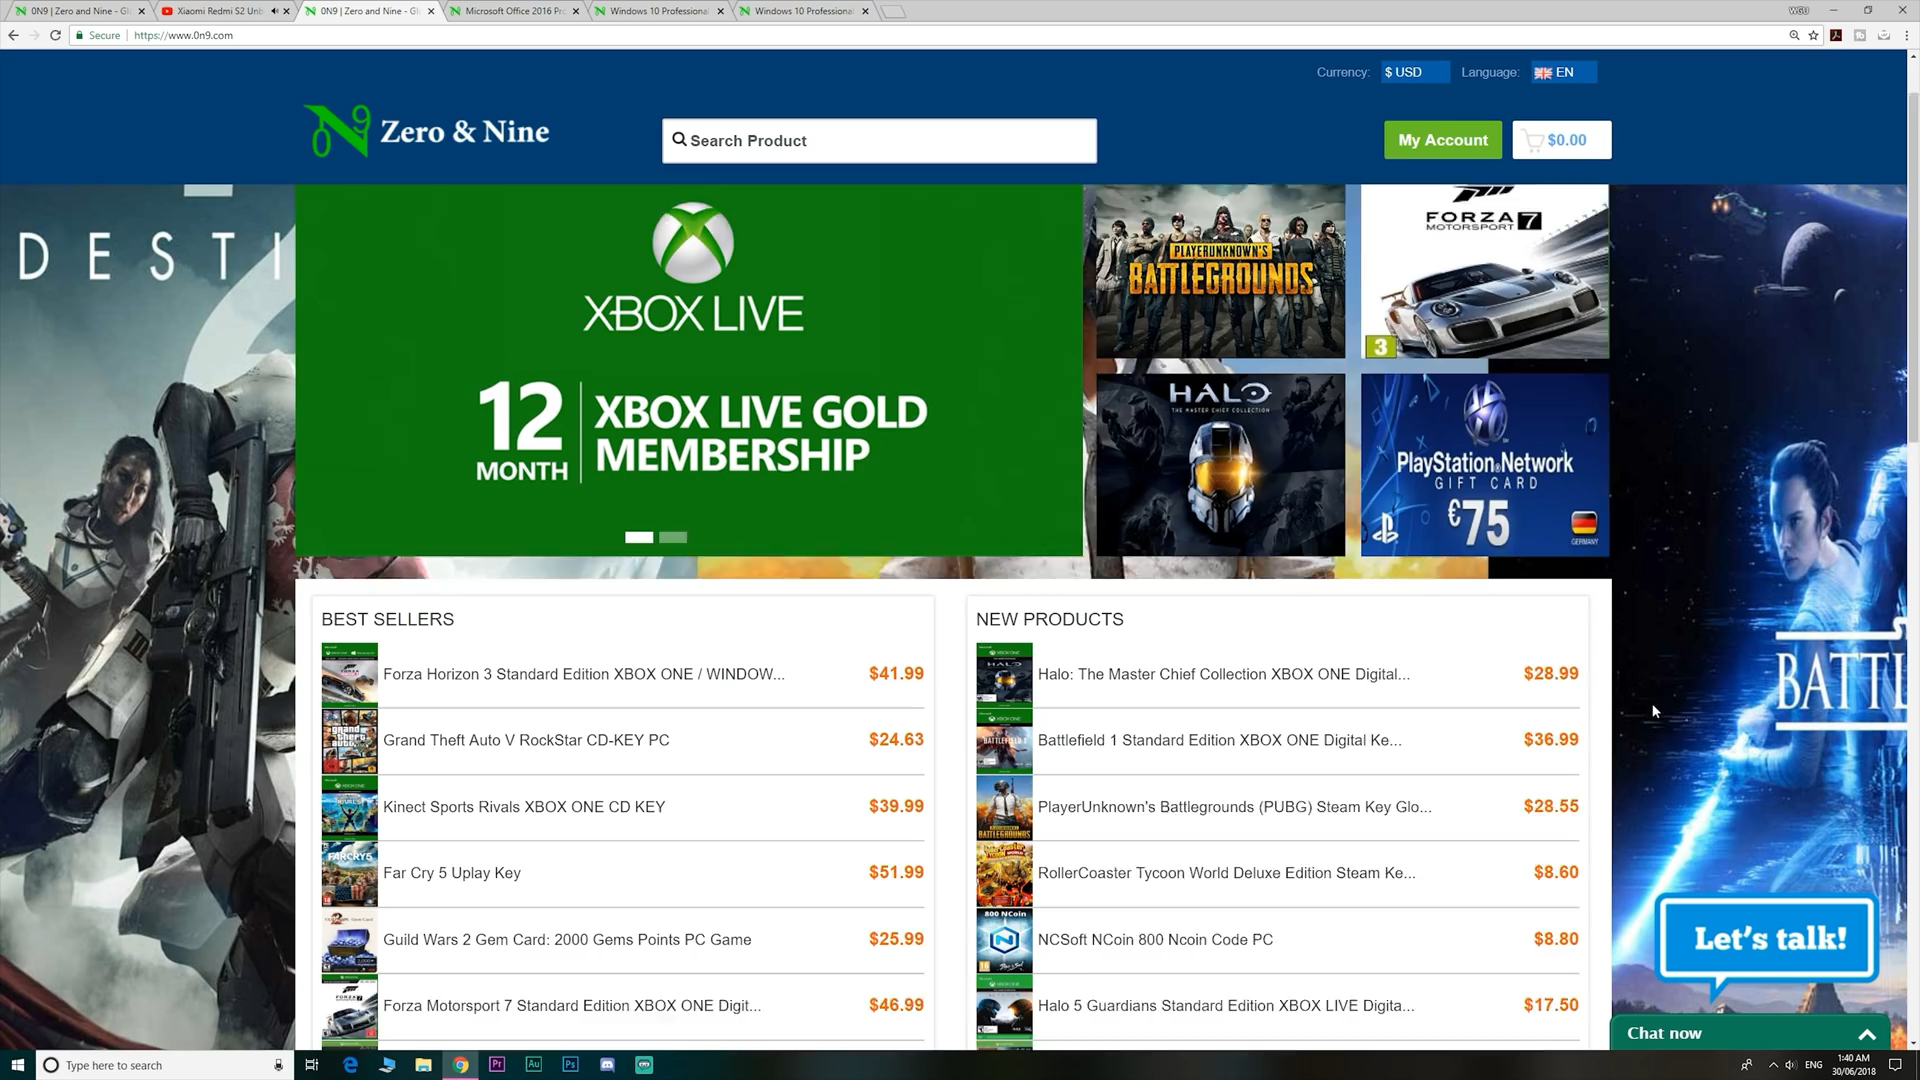 0N9 | Zero and Nine - Gl
Xiaomi Redmi S2 Unb
0N9 | Zero and Nine - Gl
Microsoft Office 2016 Pro
Windows 10 Professional
Windows 10 Professional
WGU
Secure
https://www.0n9.com
Currency: $ USD Language: EN
0N9 Zero & Nine
Search Product
My Account
$0.00
DESTI
XBOX LIVE
12 MONTH
XBOX LIVE GOLD
MEMBERSHIP
PLAYERUNKNOWN'S
BATTLEGROUNDS
FORZA 7
MOTORSPORT
3
HALO
THE MASTER CHIEF COLLECTION
PlayStation Network
GIFT CARD
€75
GERMANY
BATTL
BEST SELLERS
Forza Horizon 3 Standard Edition XBOX ONE / WINDOW... $41.99
Grand Theft Auto V RockStar CD-KEY PC $24.63
Kinect Sports Rivals XBOX ONE CD KEY $39.99
Far Cry 5 Uplay Key $51.99
Guild Wars 2 Gem Card: 2000 Gems Points PC Game $25.99
Forza Motorsport 7 Standard Edition XBOX ONE Digit... $46.99
NEW PRODUCTS
Halo: The Master Chief Collection XBOX ONE Digital... $28.99
Battlefield 1 Standard Edition XBOX ONE Digital Ke... $36.99
PlayerUnknown's Battlegrounds (PUBG) Steam Key Glo... $28.55
RollerCoaster Tycoon World Deluxe Edition Steam Ke... $8.60
800 NCoin
NCSoft NCoin 800 Ncoin Code PC $8.80
Halo 5 Guardians Standard Edition XBOX LIVE Digita... $17.50
Let's talk!
Chat now
Type here to search
Pr
Au
Ps
ENG
1:40 AM
30/06/2018